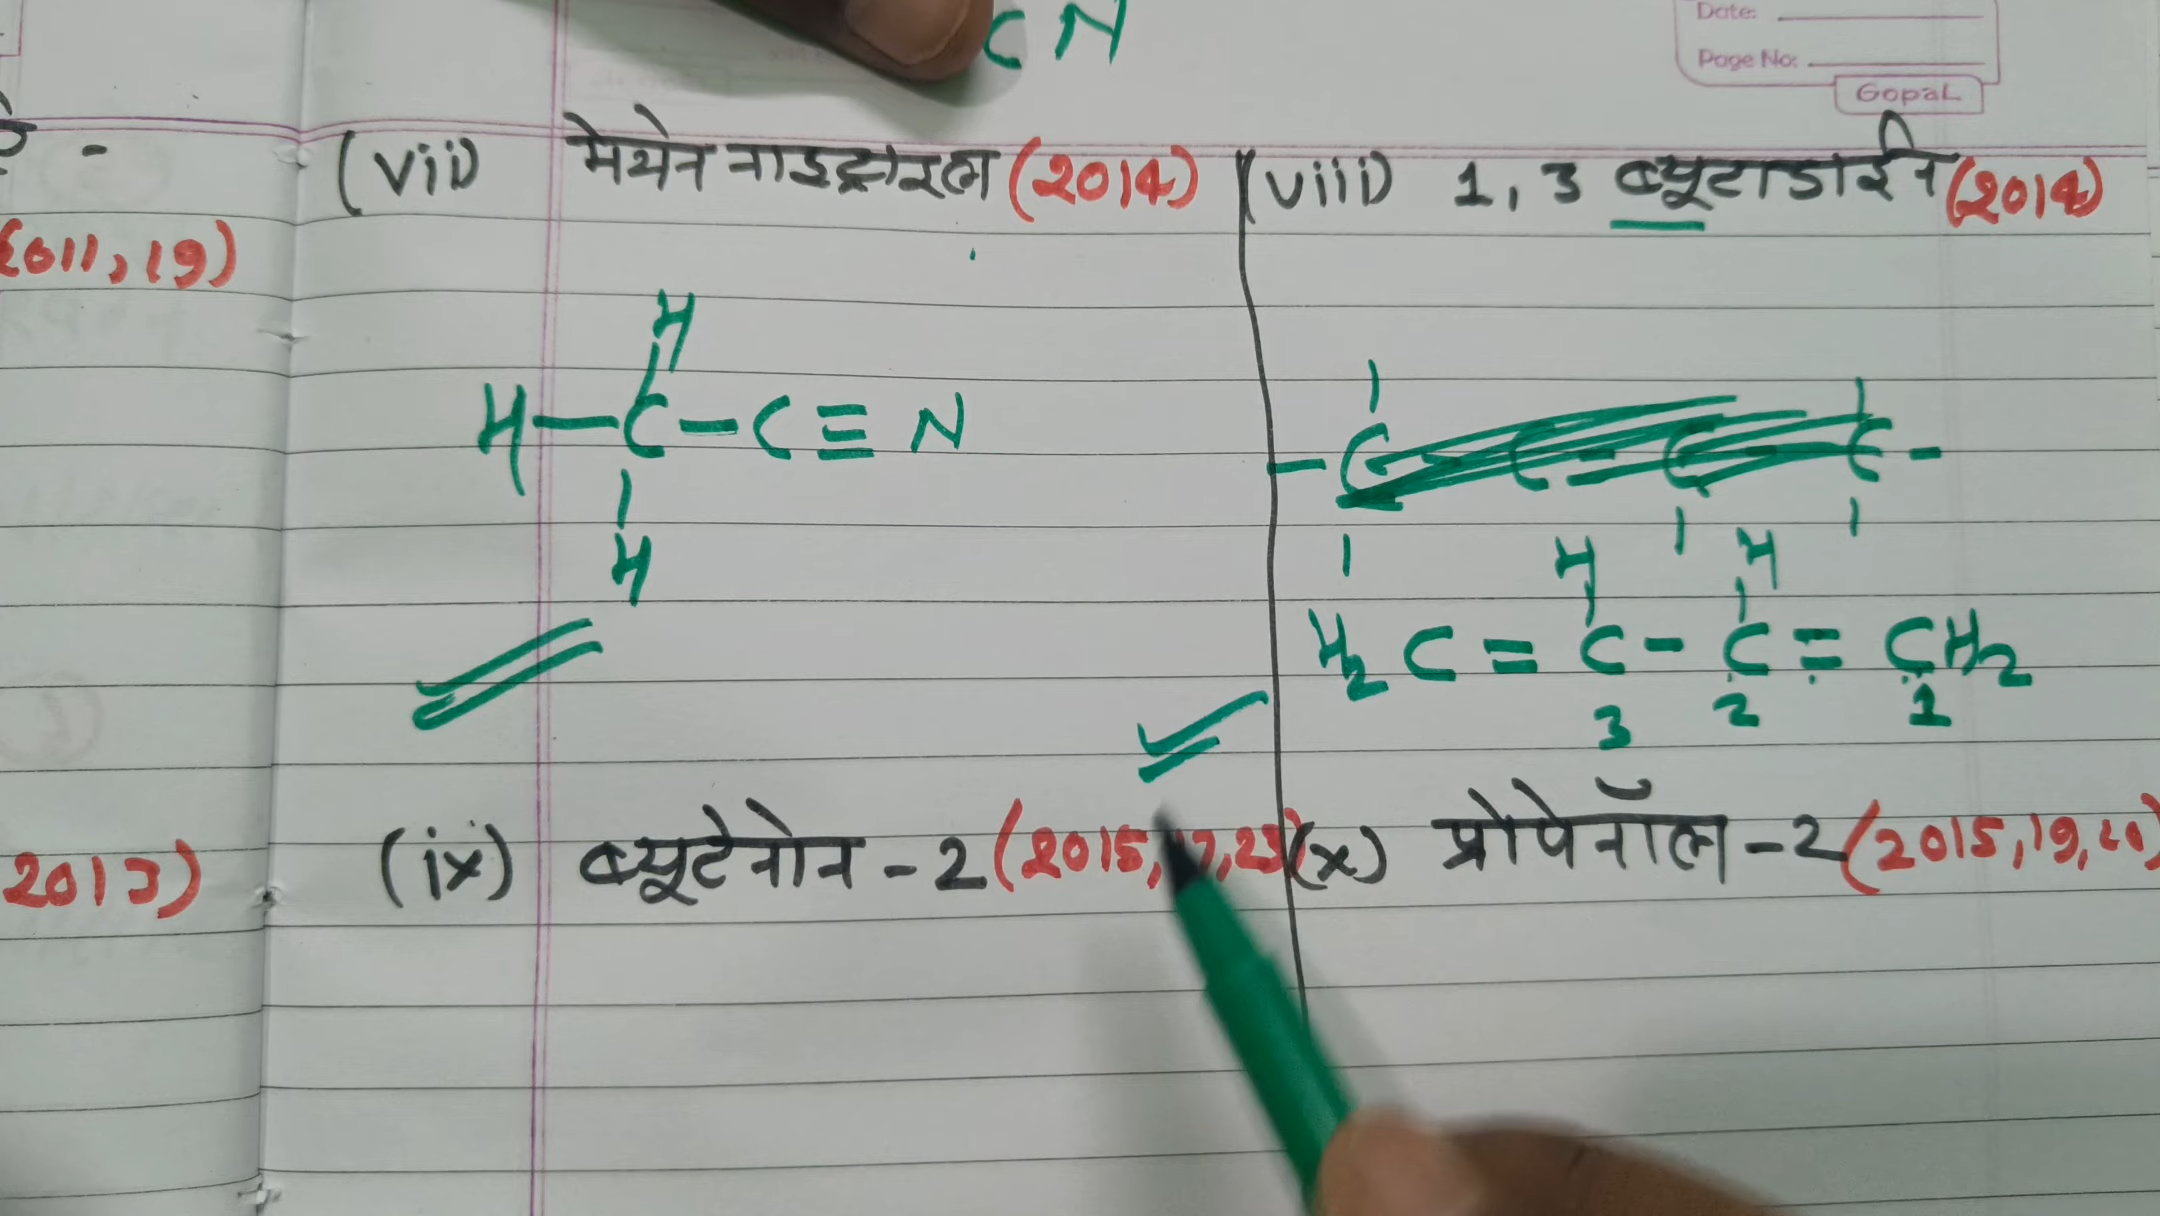 CN
Date:
Page No:
GopaL
(vii) मेथेन नाइट्राइल (2014)
(viii) 1, 3 ब्यूटाडाईन (2014)
2011, 19)
H
H-C-C≡N
H
H H
H₂C=C-C=CH₂
3 2 1
2013)
(ix) ब्यूटेनोन-2 (2015,
(x) प्रोपेनॉल-2 (2015, 19, 20)